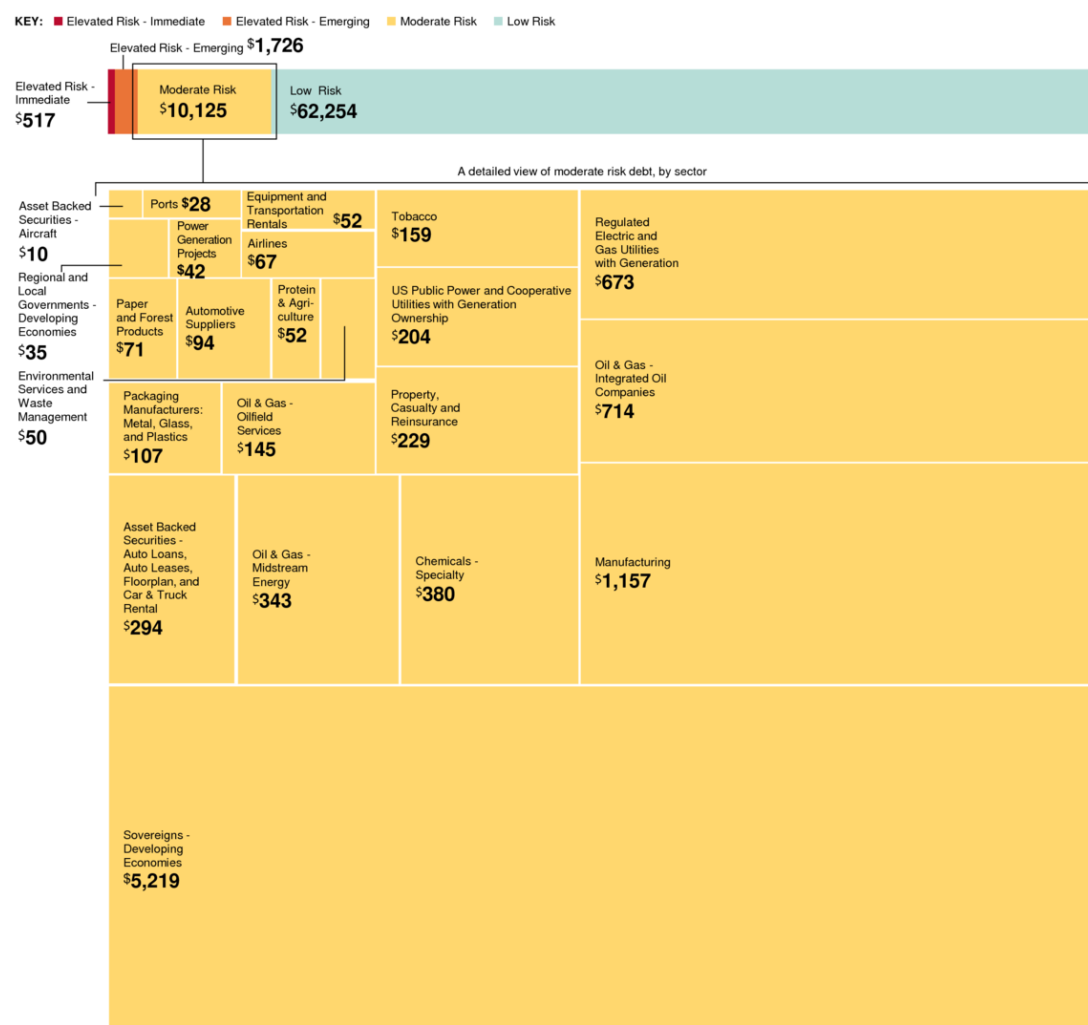 KEY: Elevated Risk - Immediate Elevated Risk - Emerging Moderate Risk Low Risk
Elevated Risk - Emerging $1,726
Elevated Risk -
Immediate
$517
Moderate Risk
$10,125
Low Risk
$62,254
A detailed view of moderate risk debt, by sector
Asset Backed
Securities -
Aircraft
$10
Regional and
Local
Governments -
Developing
Economies
$35
Environmental
Services and
Waste
Management
$50
Ports $28
Equipment and
Transportation
Rentals $52
Power
Generation
Projects
$42
Airlines
$67
Paper
and Forest
Products
$71
Automotive
Suppliers
$94
Protein
& Agri-
culture
$52
Packaging
Manufacturers:
Metal, Glass,
and Plastics
$107
Oil & Gas -
Oilfield
Services
$145
Tobacco
$159
US Public Power and Cooperative
Utilities with Generation
Ownership
$204
Property,
Casualty and
Reinsurance
$229
Regulated
Electric and
Gas Utilities
with Generation
$673
Oil & Gas -
Integrated Oil
Companies
$714
Asset Backed
Securities -
Auto Loans,
Auto Leases,
Floorplan, and
Car & Truck
Rental
$294
Oil & Gas -
Midstream
Energy
$343
Chemicals -
Specialty
$380
Manufacturing
$1,157
Sovereigns -
Developing
Economies
$5,219